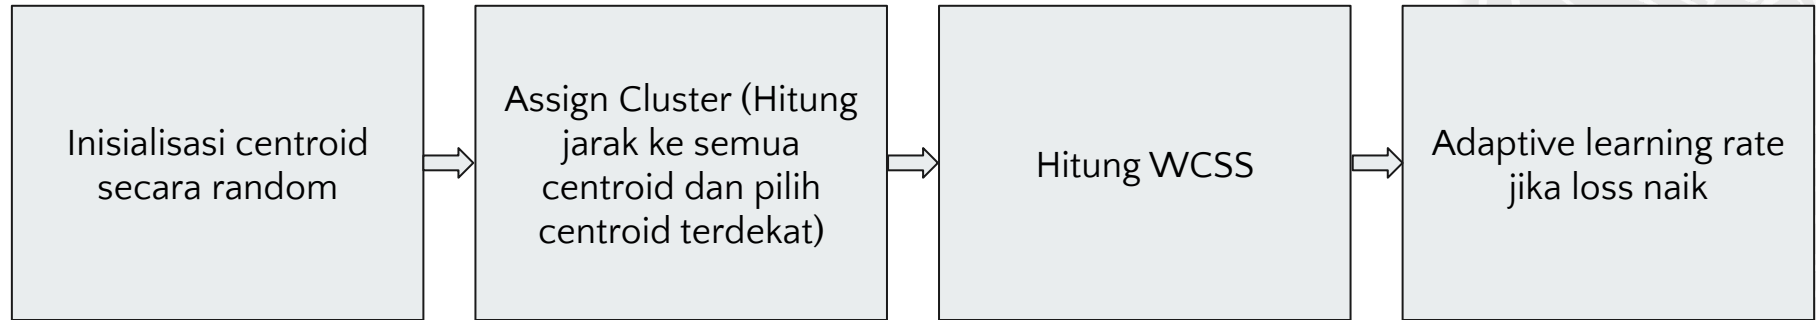 Inisialisasi centroid
secara random
Assign Cluster (Hitung
jarak ke semua
centroid dan pilih
centroid terdekat)
Hitung WCSS
Adaptive learning rate
jika loss naik